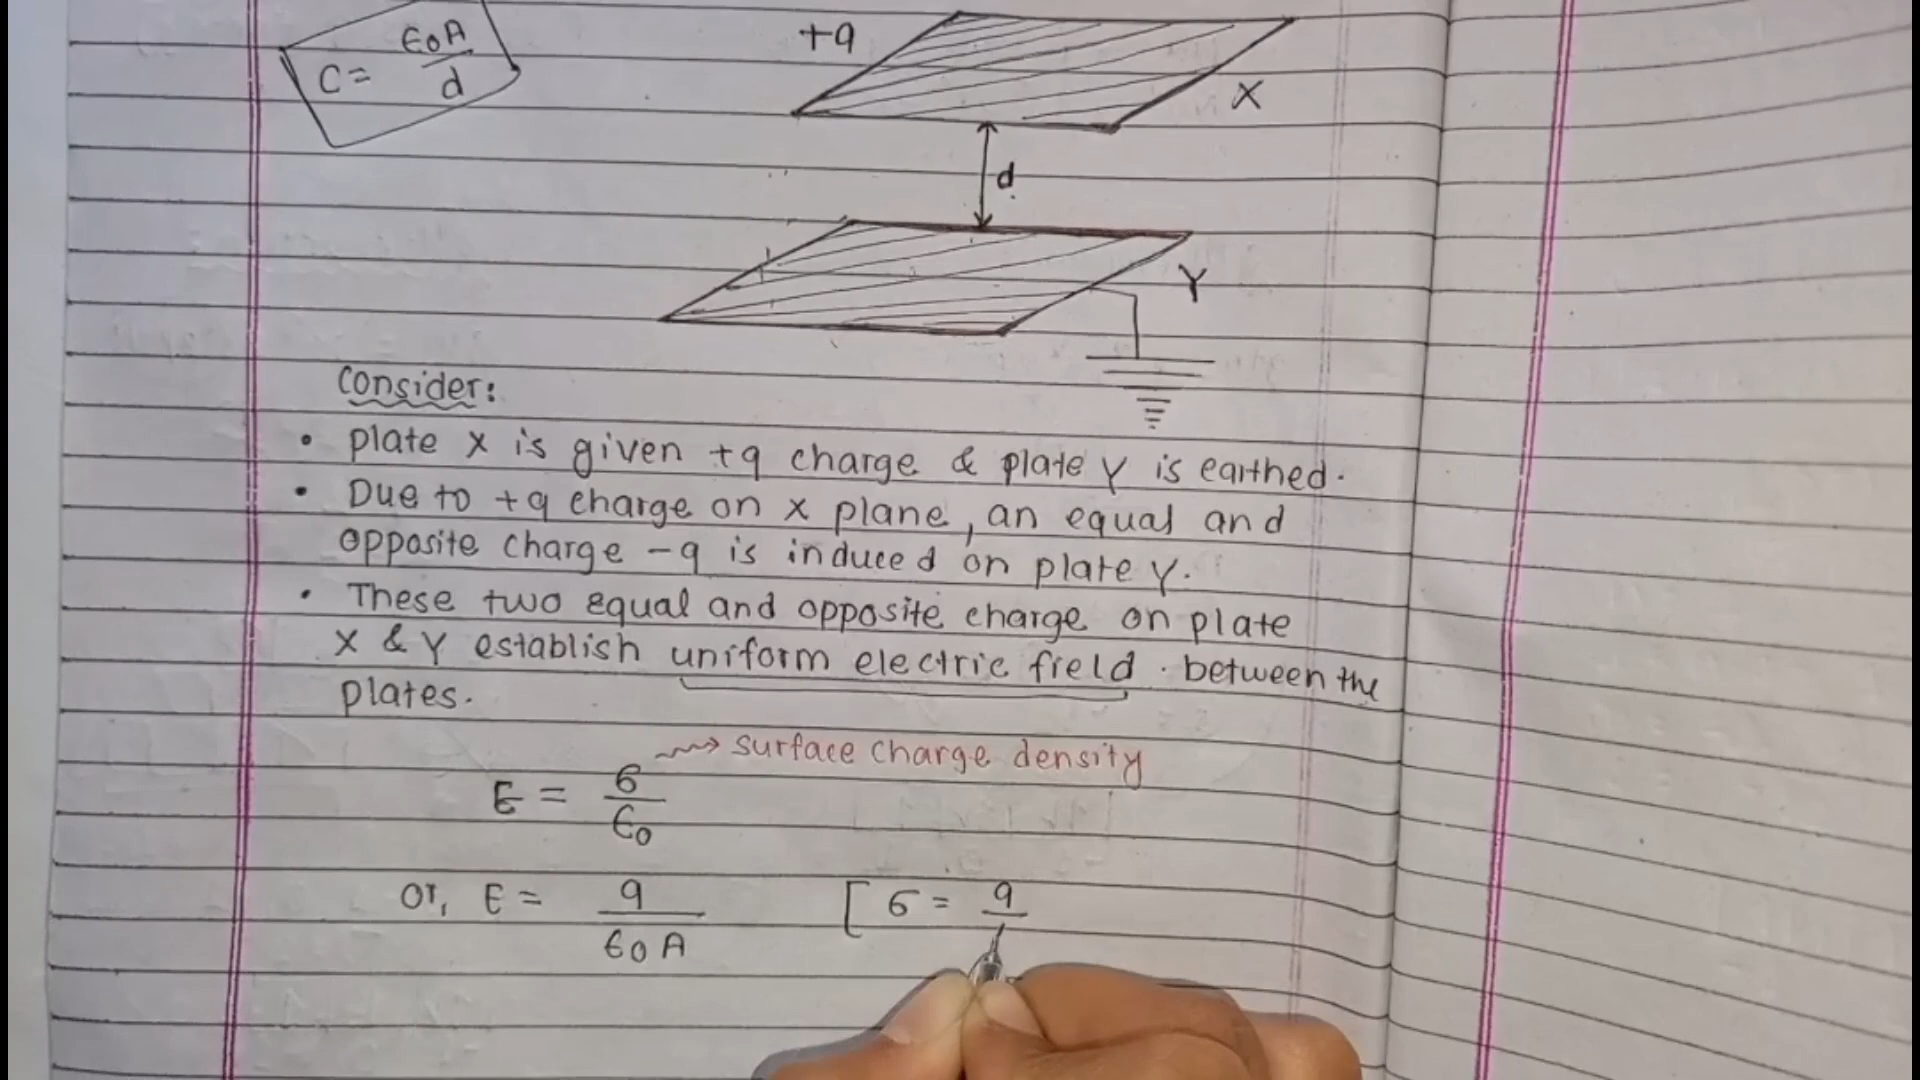 C = ϵ0A / d
+q
X
d
Y
Consider:
• plate X is given +q charge & plate Y is earthed.
• Due to +q charge on X plane, an equal and
opposite charge -q is induced on plate Y.
• These two equal and opposite charge on plate
X & Y establish uniform electric field. between the
plates.
→ surface charge density
E = σ / ϵ0
or, E = q / ϵ0 A [ σ = q /